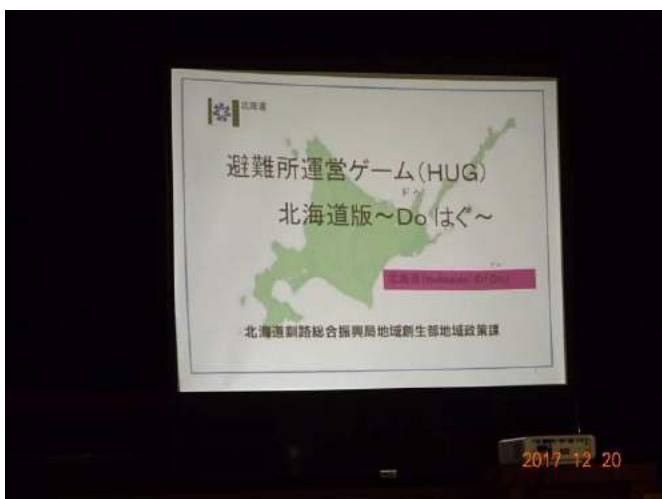 北海道
避難所運営ゲーム(HUG)
ドゥ
北海道版～Doはぐ～
北海道釧路総合振興局地域創生部地域政策課
2017 12 20